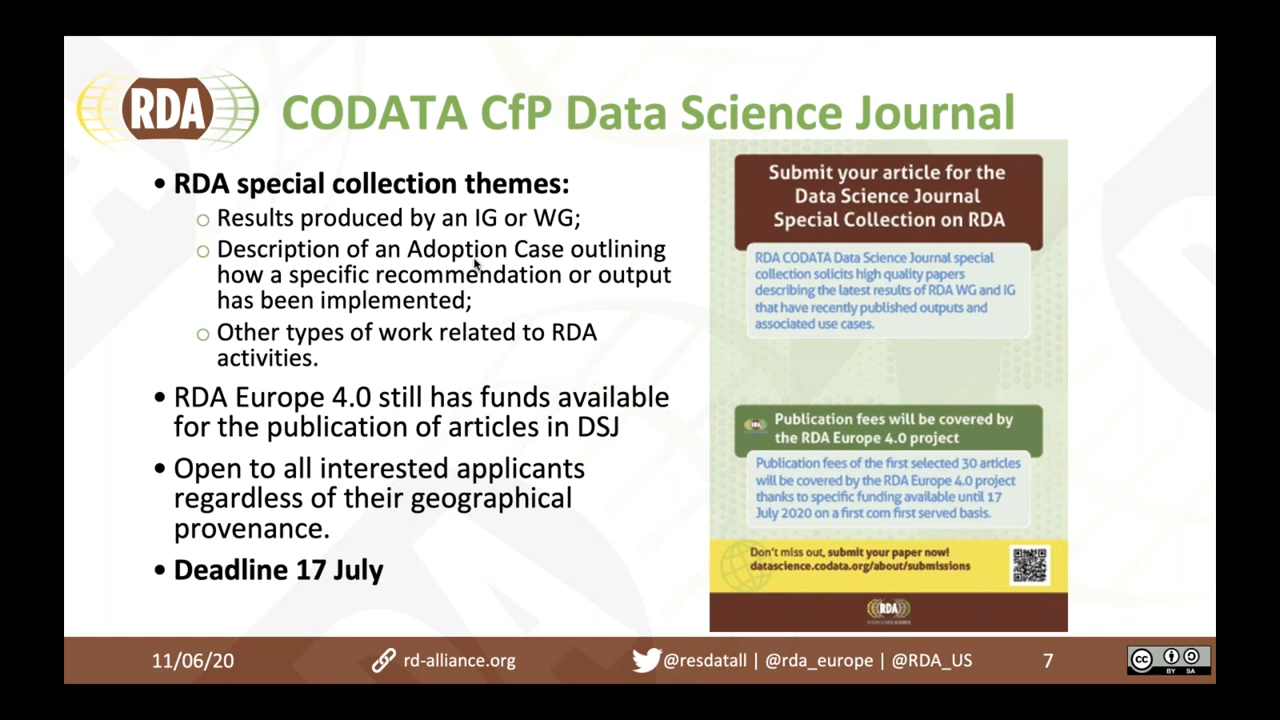 RDA
CODATA CfP Data Science Journal
• RDA special collection themes:
○ Results produced by an IG or WG;
○ Description of an Adoption Case outlining
how a specific recommendation or output
has been implemented;
○ Other types of work related to RDA
activities.
• RDA Europe 4.0 still has funds available
for the publication of articles in DSJ
• Open to all interested applicants
regardless of their geographical
provenance.
• Deadline 17 July
Submit your article for the
Data Science Journal
Special Collection on RDA
RDA CODATA Data Science Journal special
collection solicits high quality papers
describing the latest results of RDA WG and IG
that have recently published outputs and
associated use cases.
Publication fees will be covered by
the RDA Europe 4.0 project
Publication fees of the first selected 30 articles
will be covered by the RDA Europe 4.0 project
thanks to specific funding available until 17
July 2020 on a first com first served basis.
Don't miss out, submit your paper now!
datascience.codata.org/about/submissions
RDA
11/06/20
rd-alliance.org
@resdatall | @rda_europe | @RDA_US
7
cc BY SA